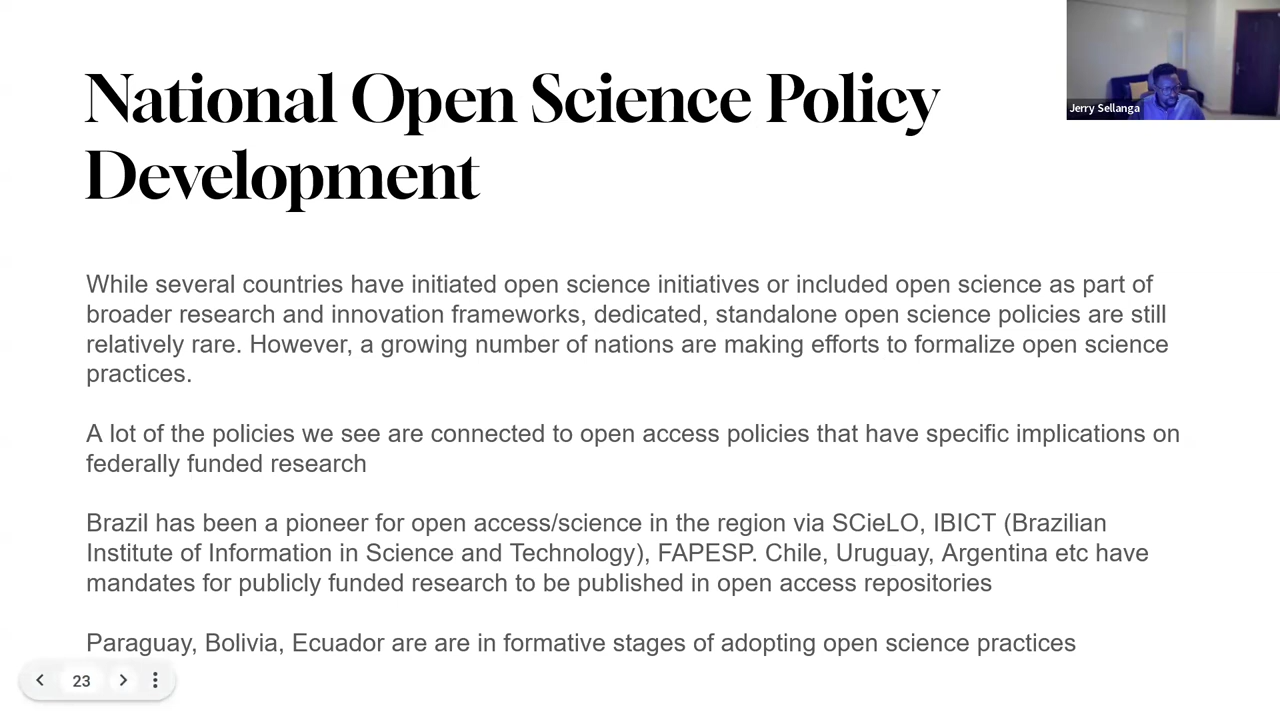 National Open Science Policy
Development
Jerry Sellanga
While several countries have initiated open science initiatives or included open science as part of
broader research and innovation frameworks, dedicated, standalone open science policies are still
relatively rare. However, a growing number of nations are making efforts to formalize open science
practices.
A lot of the policies we see are connected to open access policies that have specific implications on
federally funded research
Brazil has been a pioneer for open access/science in the region via SCieLO, IBICT (Brazilian
Institute of Information in Science and Technology), FAPESP. Chile, Uruguay, Argentina etc have
mandates for publicly funded research to be published in open access repositories
Paraguay, Bolivia, Ecuador are are in formative stages of adopting open science practices
23